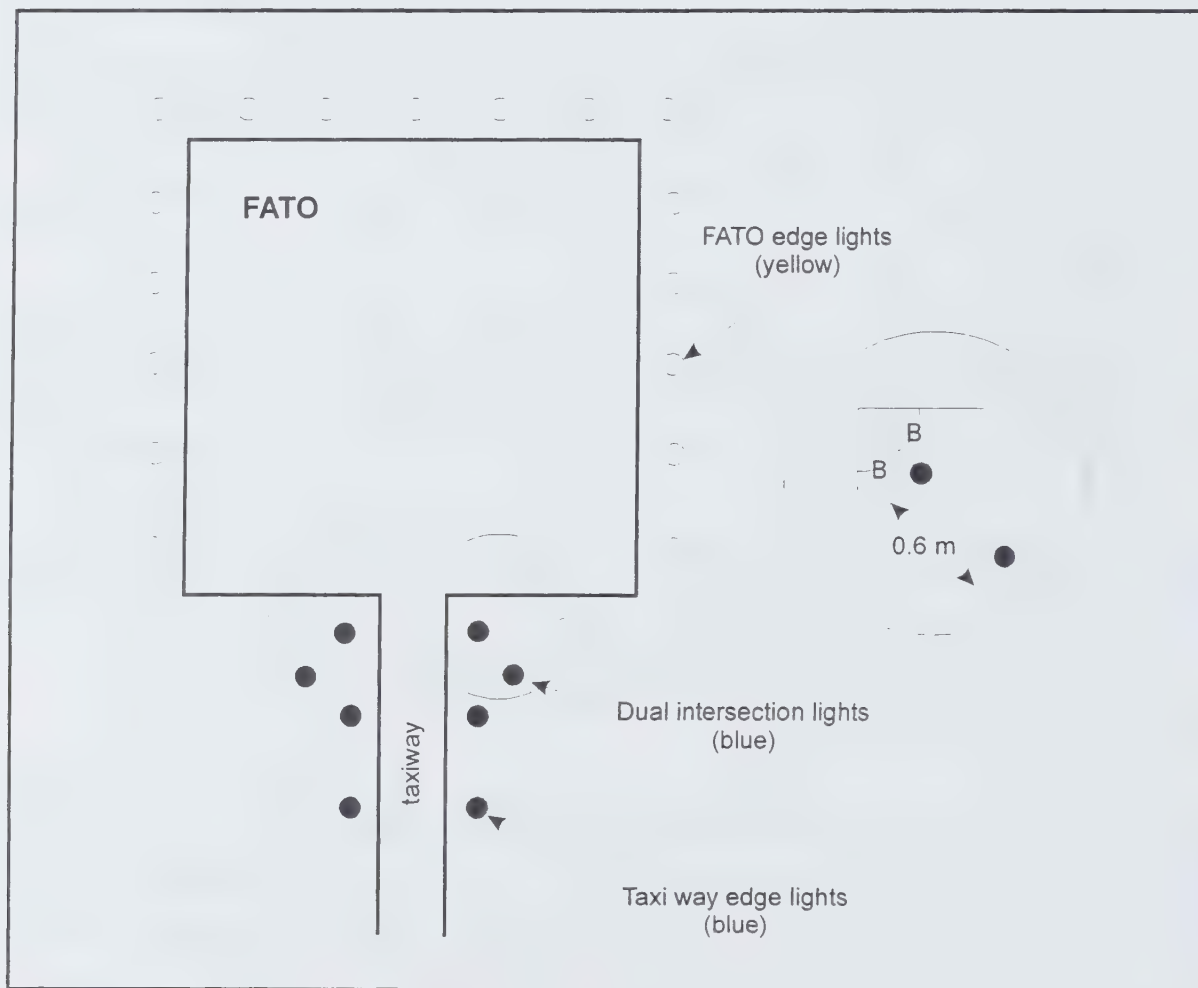 FATO
FATO edge lights
(yellow)
B
B
0.6 m
Dual intersection lights
(blue)
taxiway
Taxi way edge lights
(blue)